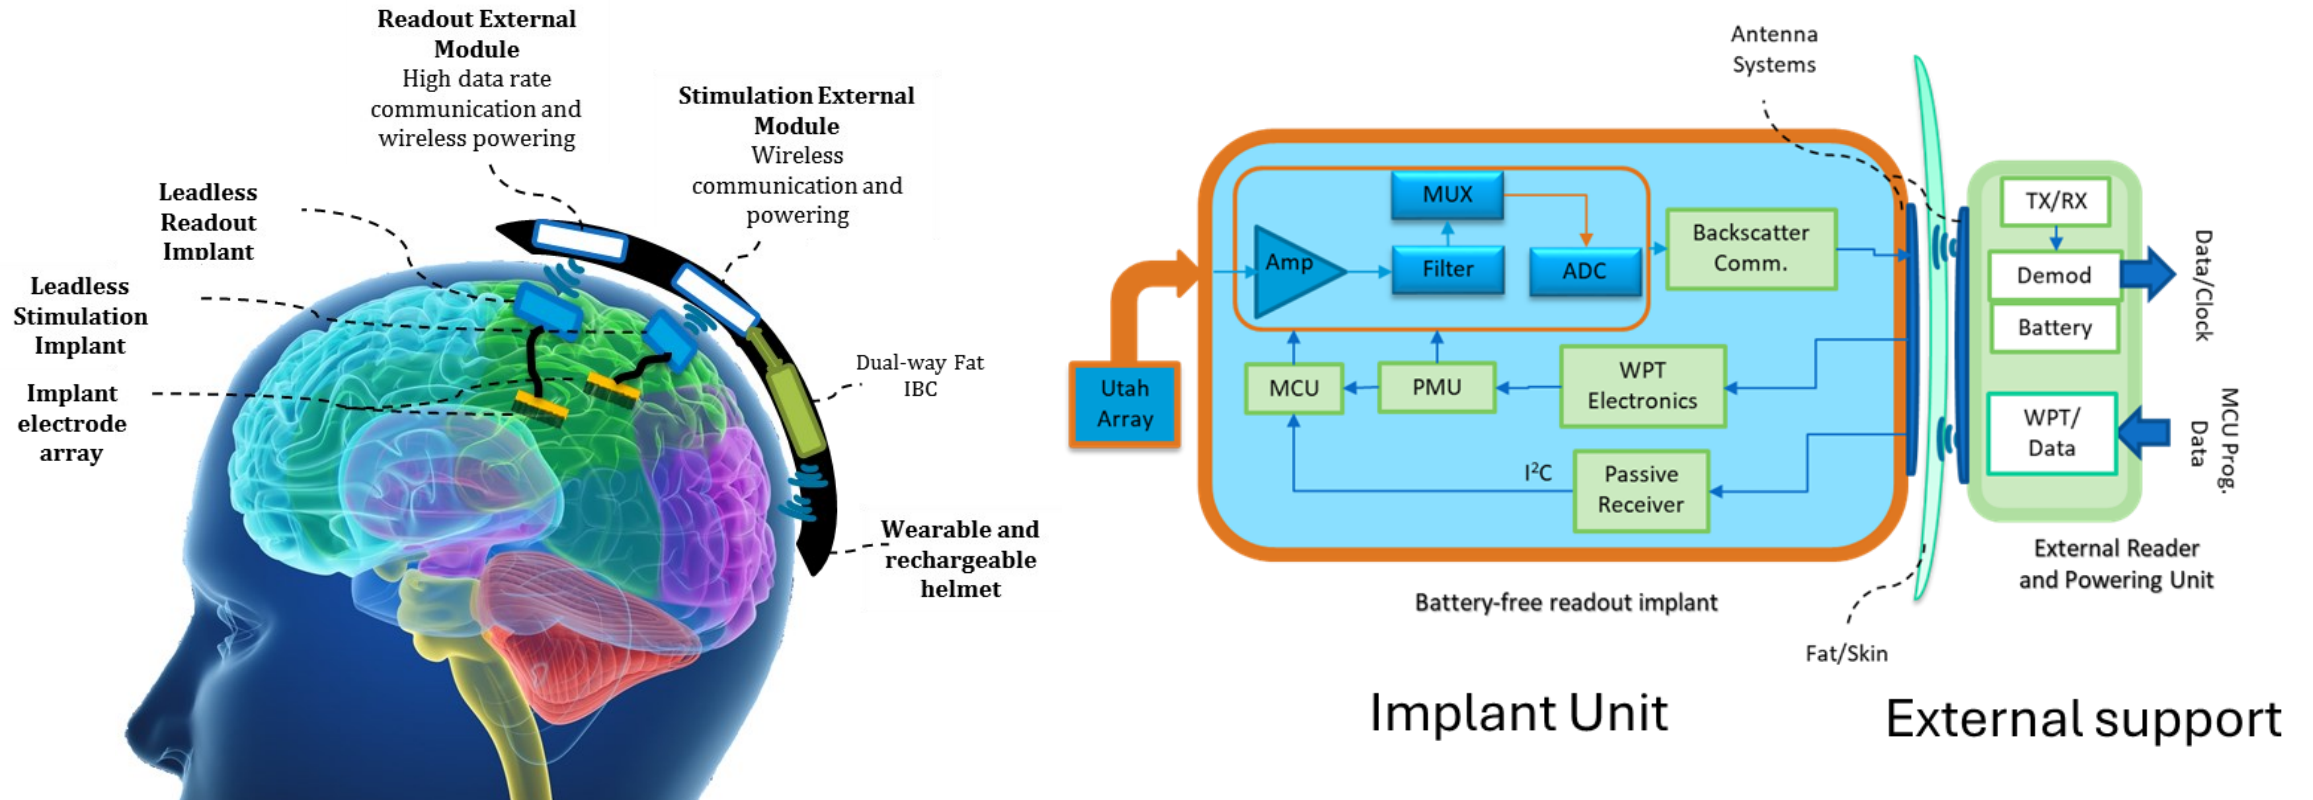 Readout External
Module
High data rate
communication and
wireless powering
Stimulation External
Module
Wireless
communication and
powering
Leadless
Readout
Implant
Leadless
Stimulation
Implant
Implant
electrode
array
Dual-way Fat
IBC
Wearable and
rechargeable
helmet
Antenna
Systems
MUX
Amp
Filter
ADC
Backscatter
Comm.
Utah
Array
MCU
PMU
WPT
Electronics
I²C
Passive
Receiver
TX/RX
Demod
Battery
WPT/
Data
Data/Clock
MCU Prog.
Data
External Reader
and Powering Unit
Battery-free readout implant
Fat/Skin
Implant Unit
External support